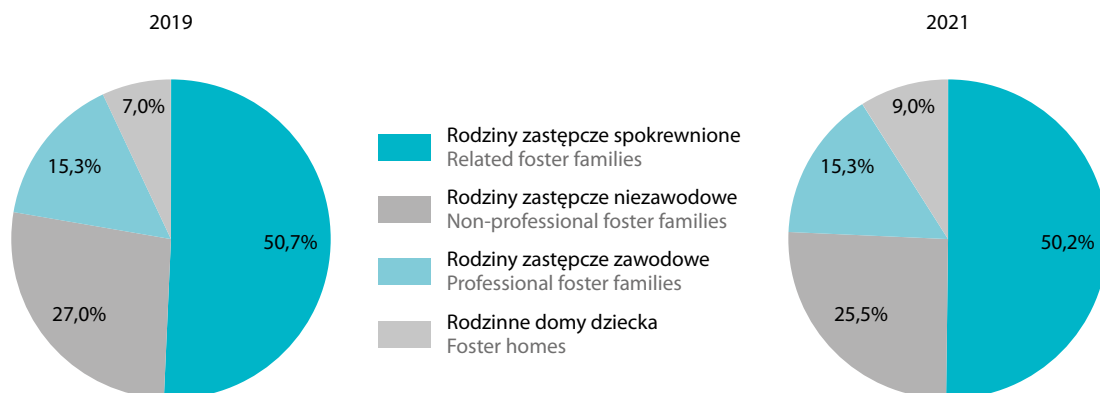 2019
7,0%
15,3%
50,7%
27,0%
Rodziny zastępcze spokrewnione
Related foster families
Rodziny zastępcze niezawodowe
Non-professional foster families
Rodziny zastępcze zawodowe
Professional foster families
Rodzinne domy dziecka
Foster homes
2021
9,0%
15,3%
50,2%
25,5%